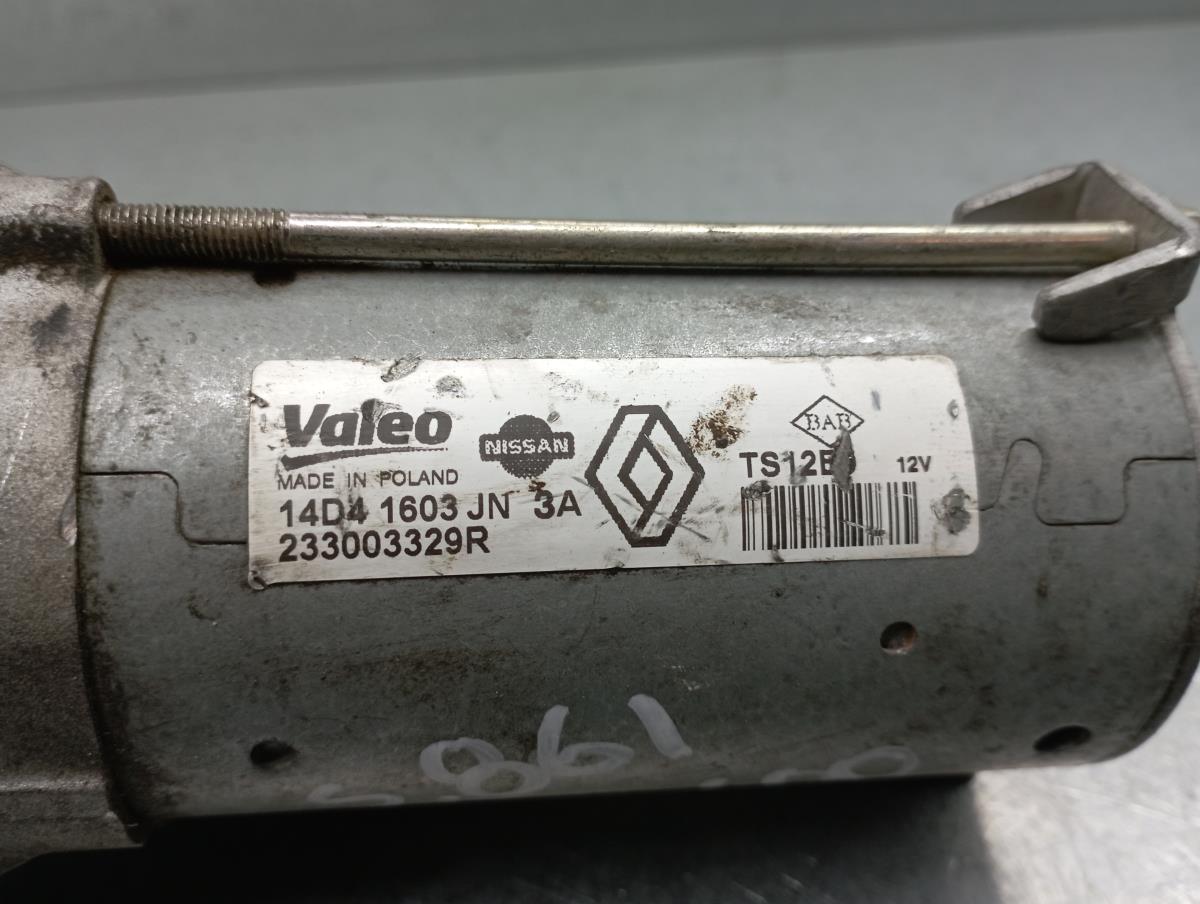 Valeo
MADE IN POLAND
14D4 1603 JN 3A
233003329R
NISSAN
BAB
12V